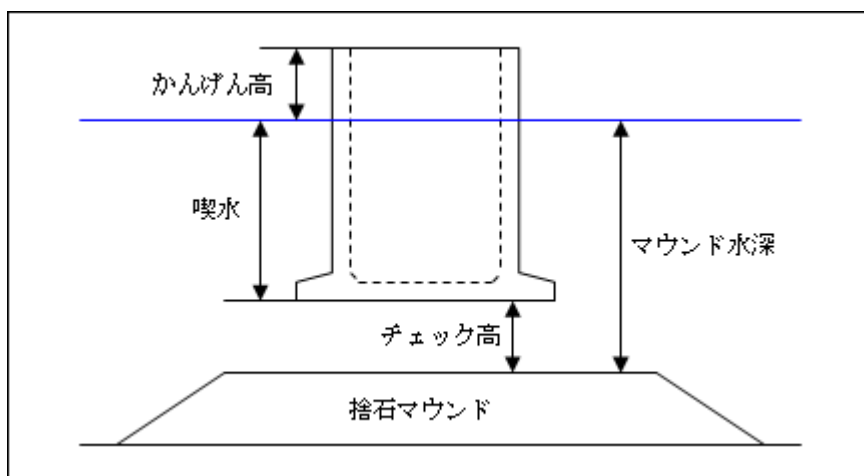 かんげん高
喫水
マウンド水深
チェック高
捨石マウンド